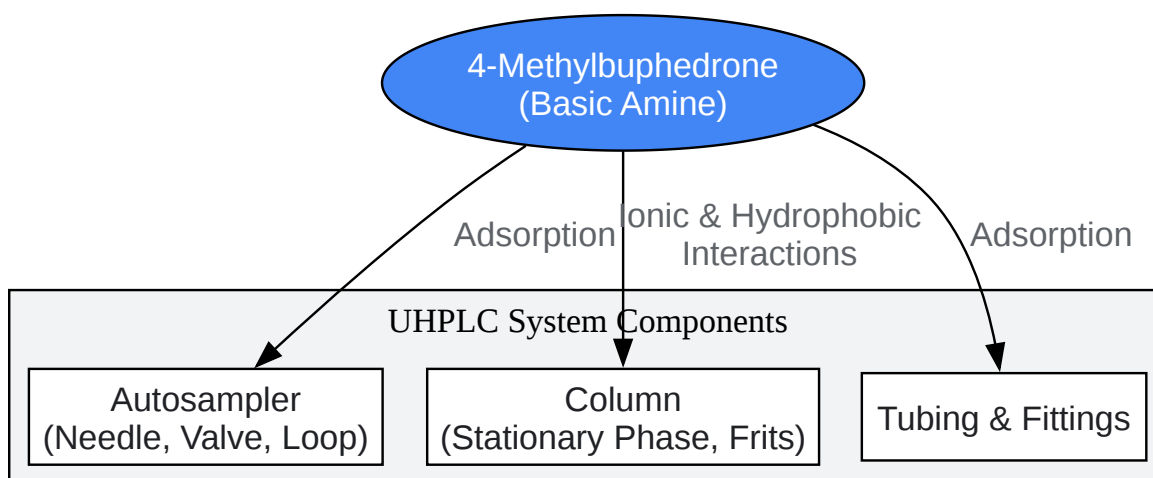 4-Methylbuphedrone
(Basic Amine)
Adsorption
Ionic & Hydrophobic
Interactions
Adsorption
UHPLC System Components
Autosampler
(Needle, Valve, Loop)
Column
(Stationary Phase, Frits)
Tubing & Fittings